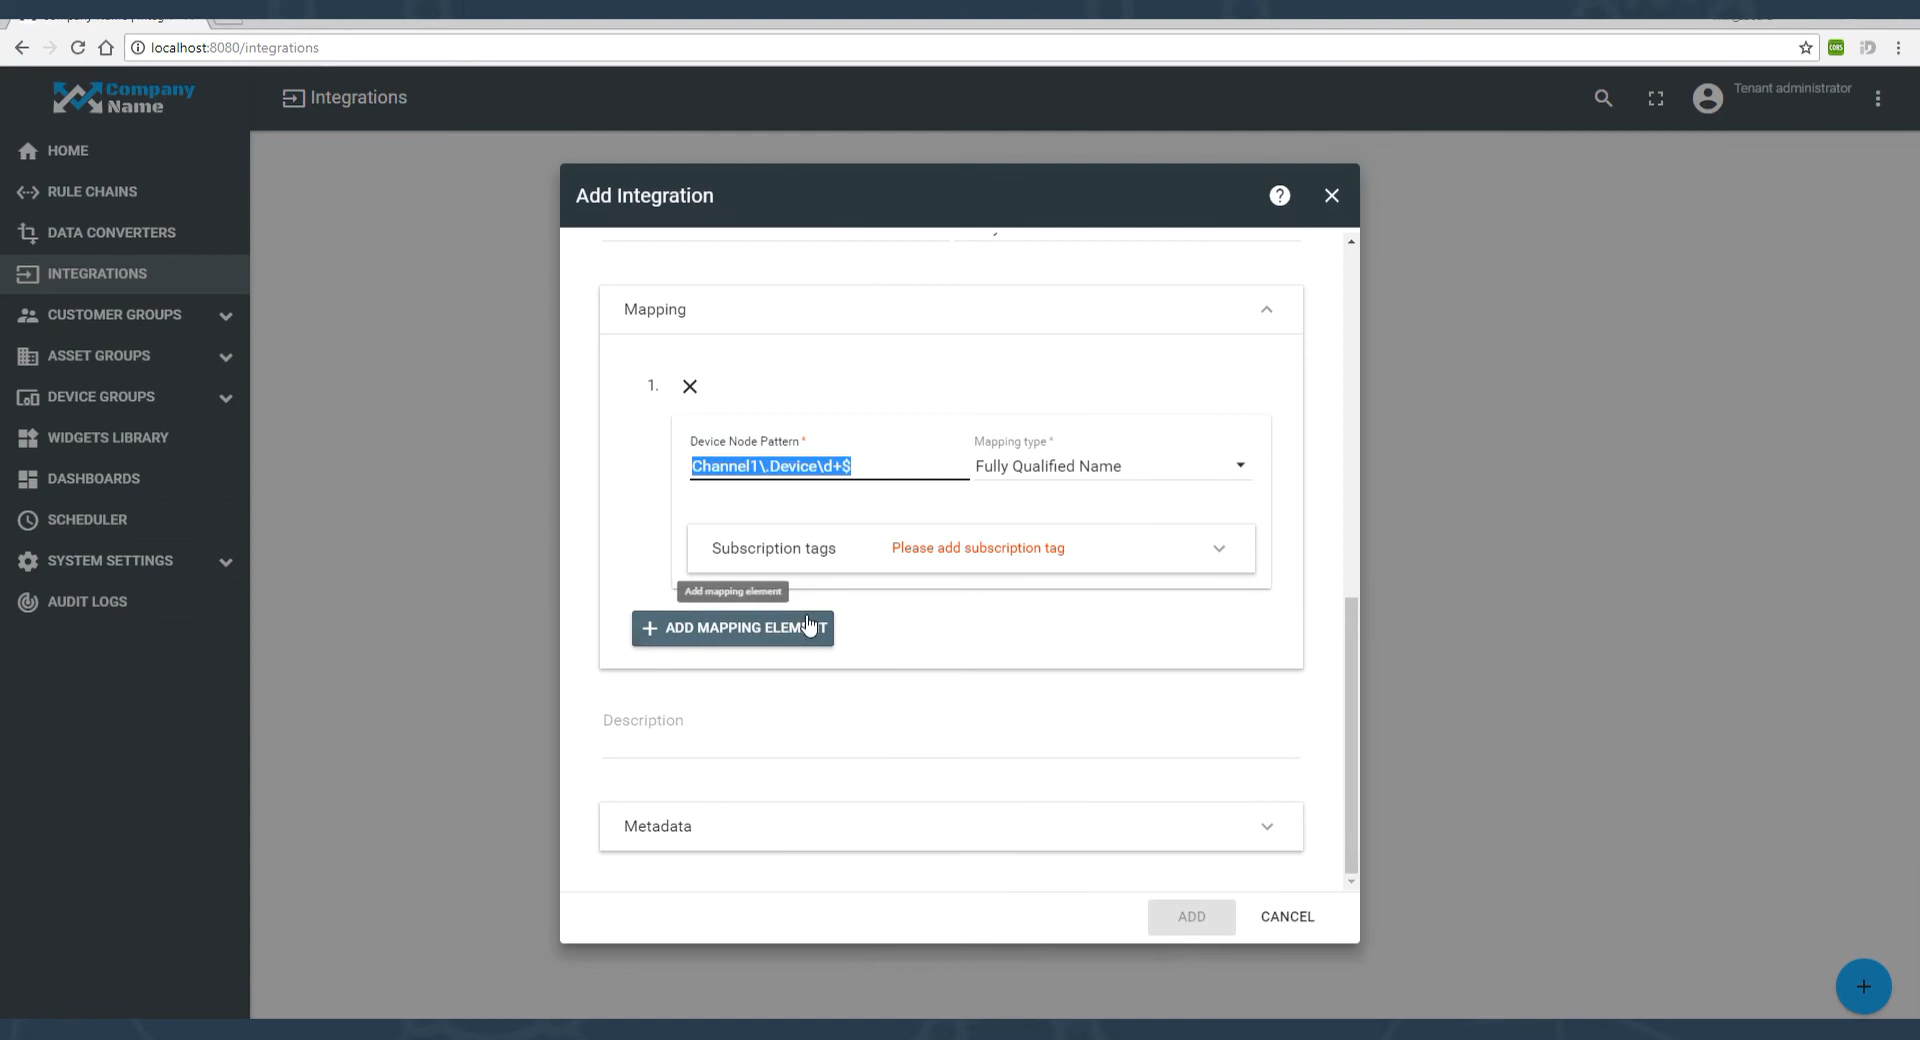 localhost:8080/integrations
CORS
Company
Name
Integrations
Tenant administrator
HOME
RULE CHAINS
DATA CONVERTERS
INTEGRATIONS
CUSTOMER GROUPS
ASSET GROUPS
DEVICE GROUPS
WIDGETS LIBRARY
DASHBOARDS
SCHEDULER
SYSTEM SETTINGS
AUDIT LOGS
Add Integration
Mapping
1.
Device Node Pattern *
Mapping type *
Channel1\.Device\d+$
Fully Qualified Name
Subscription tags
Please add subscription tag
Add mapping element
+ ADD MAPPING ELEMENT
Description
Metadata
ADD
CANCEL